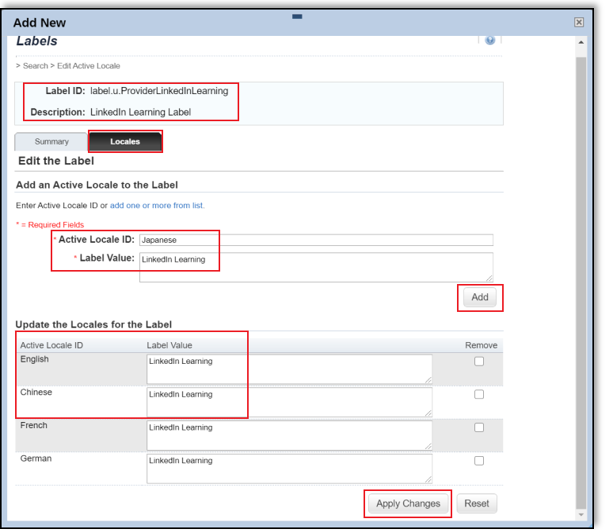 Add New
Labels
> Search > Edit Active Locale
Label ID: label.u.ProviderLinkedInLearning
Description: LinkedIn Learning Label
Summary Locales
Edit the Label
Add an Active Locale to the Label
Enter Active Locale ID or add one or more from list.
* = Required Fields
* Active Locale ID: Japanese
* Label Value: LinkedIn Learning
Add
Update the Locales for the Label
Active Locale ID Label Value Remove
English LinkedIn Learning
Chinese LinkedIn Learning
French LinkedIn Learning
German LinkedIn Learning
Apply Changes Reset